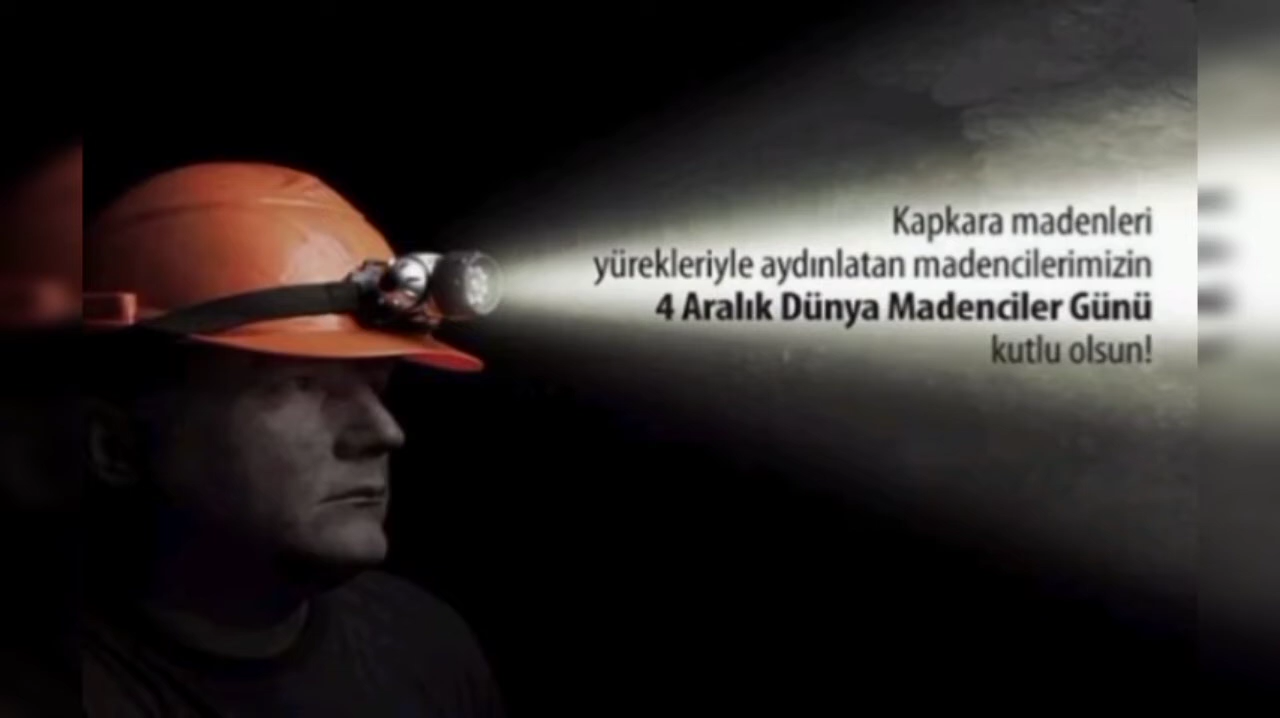 Kapkara madenleri
yürekleriyle aydınlatan madencilerimizin
4 Aralık Dünya Madenciler Günü
kutlu olsun!